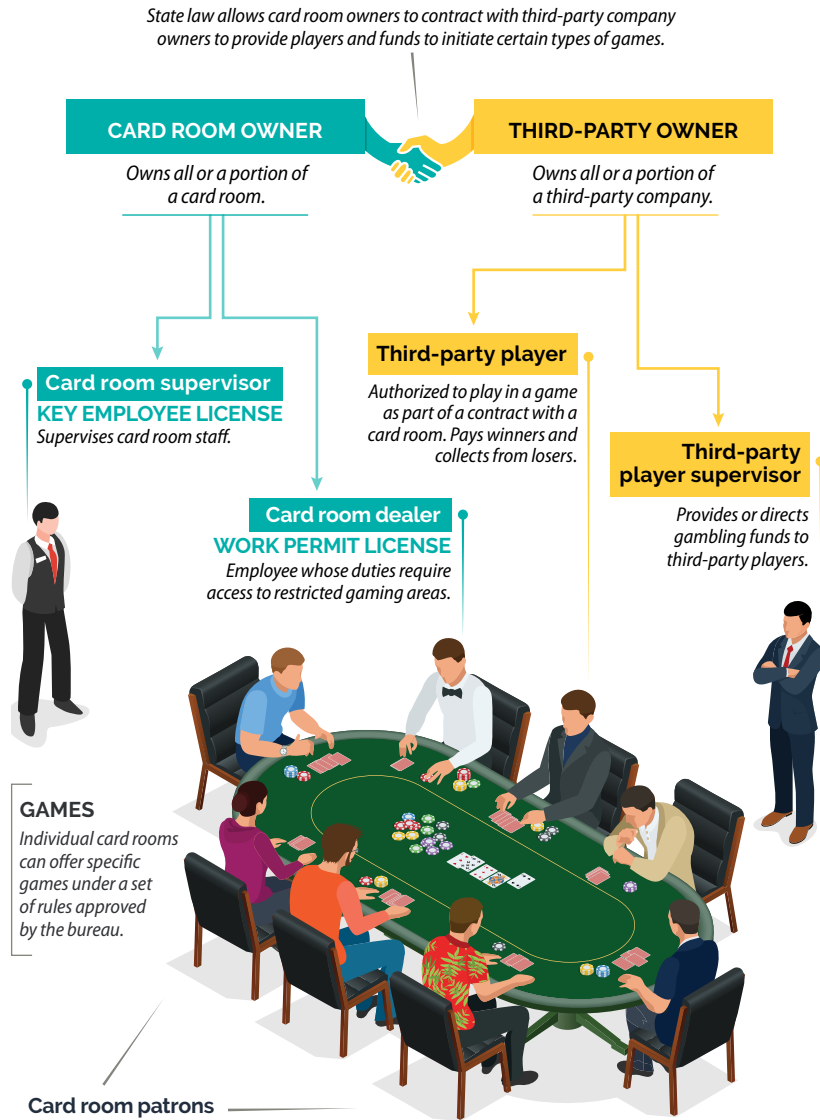 State law allows card room owners to contract with third-party company
owners to provide players and funds to initiate certain types of games.
CARD ROOM OWNER
Owns all or a portion of
a card room.
THIRD-PARTY OWNER
Owns all or a portion of
a third-party company.
Card room supervisor
KEY EMPLOYEE LICENSE
Supervises card room staff.
Third-party player
Authorized to play in a game
as part of a contract with a
card room. Pays winners and
collects from losers.
Third-party
player supervisor
Provides or directs
gambling funds to
third-party players.
Card room dealer
WORK PERMIT LICENSE
Employee whose duties require
access to restricted gaming areas.
GAMES
Individual card rooms
can offer specific
games under a set
of rules approved
by the bureau.
Card room patrons